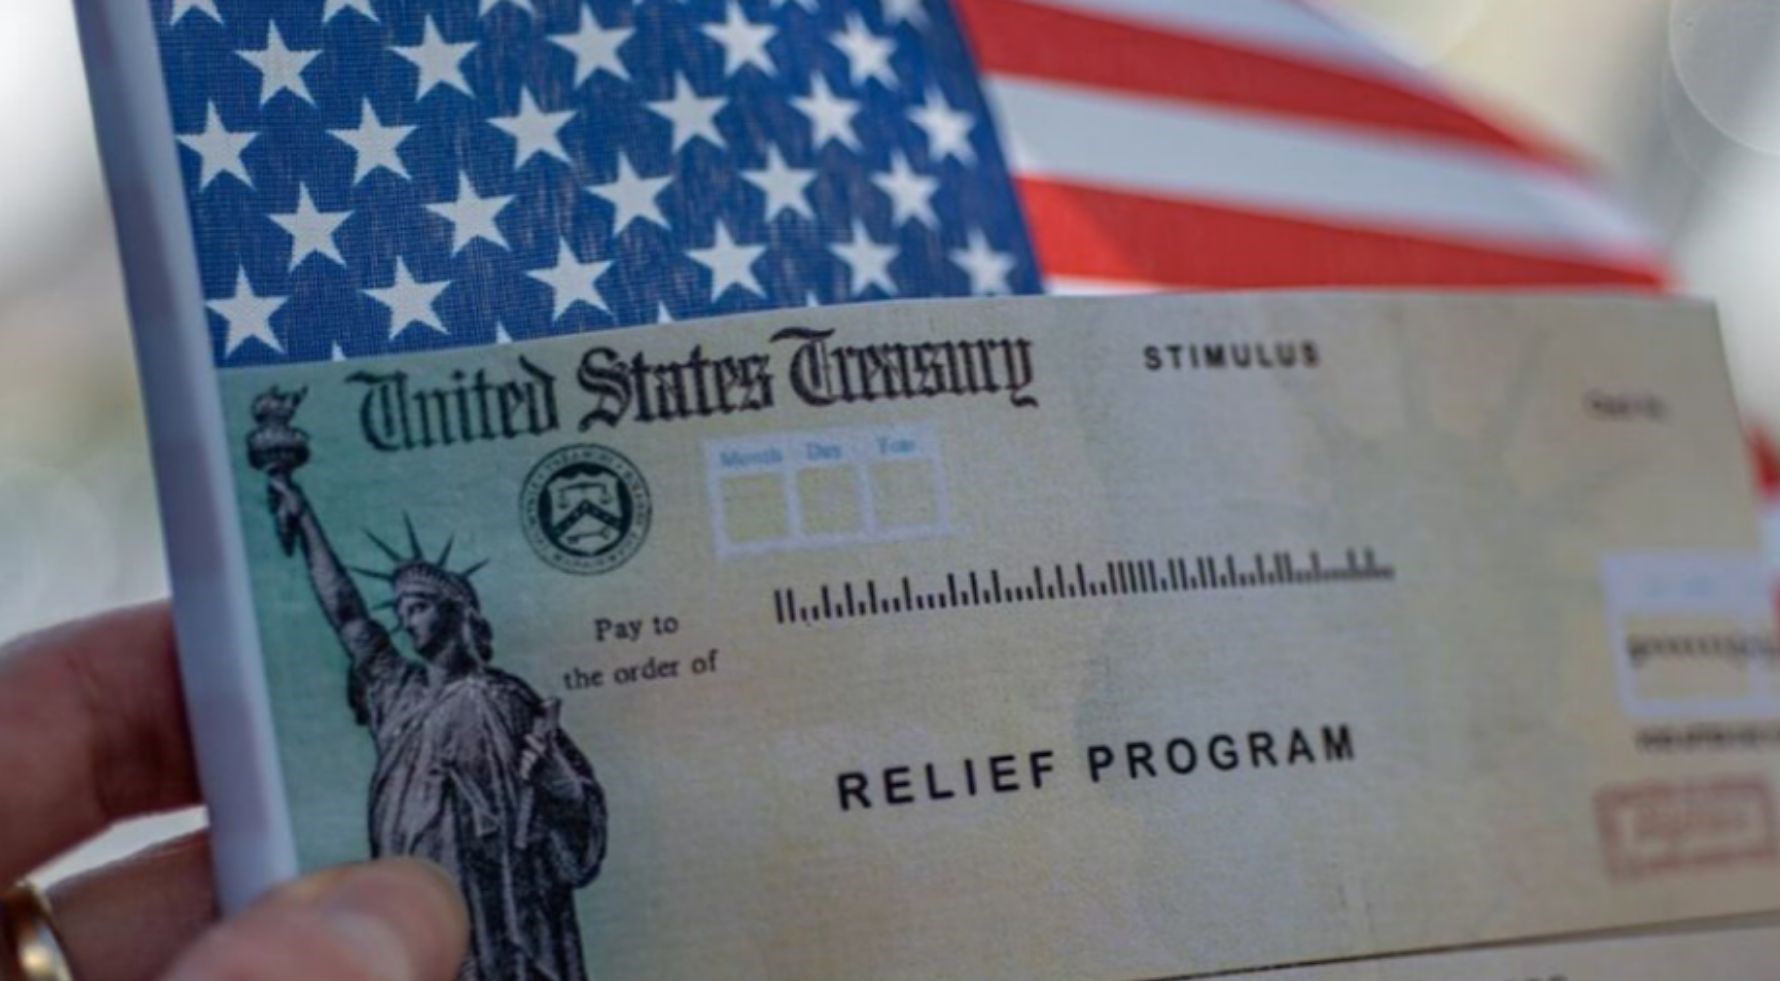 United States Treasury
STIMULUS
Month Day Year
Pay to
the order of
RELIEF PROGRAM